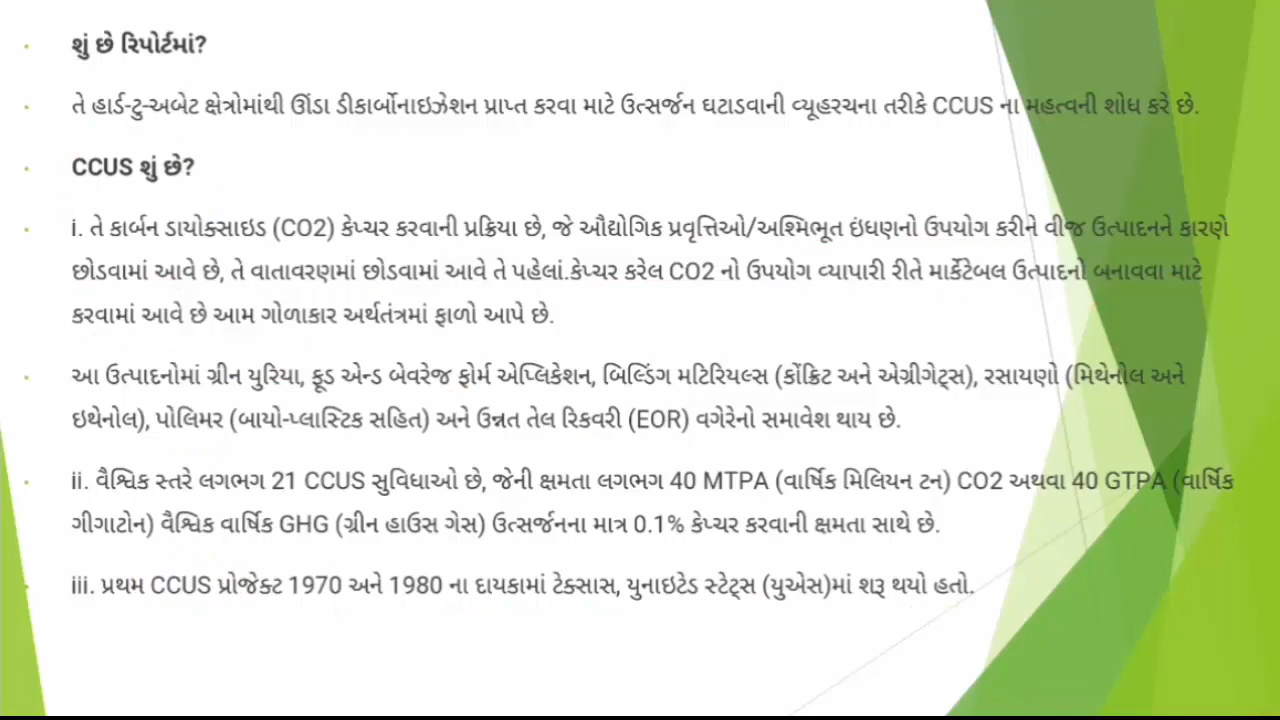 શું છે રિપોર્ટમાં?
તે હાર્ડ-ટુ-અબેટ ક્ષેત્રોમાંથી ઊંડા ડીકાર્બોનાઇઝેશન પ્રાપ્ત કરવા માટે ઉત્સર્જન ઘટાડવાની વ્યૂહરચના તરીકે CCUS ના મહત્વની શોધ કરે છે.
CCUS શું છે?
i. તે કાર્બન ડાયોક્સાઇડ (CO2) કેપ્ચર કરવાની પ્રક્રિયા છે, જે ઔદ્યોગિક પ્રવૃત્તિઓ/અશ્મિભૂત ઇંધણનો ઉપયોગ કરીને વીજ ઉત્પાદનને કારણે
છોડવામાં આવે છે, તે વાતાવરણમાં છોડવામાં આવે તે પહેલાં.કેપ્ચર કરેલ CO2 નો ઉપયોગ વ્યાપારી રીતે માર્કેટેબલ ઉત્પાદનો બનાવવા માટે
કરવામાં આવે છે આમ ગોળાકાર અર્થતંત્રમાં ફાળો આપે છે.
આ ઉત્પાદનોમાં ગ્રીન યુરિયા, ફૂડ એન્ડ બેવરેજ ફોર્મ એપ્લિકેશન, બિલ્ડિંગ મટિરિયલ્સ (કોંક્રિટ અને એગ્રીગેટ્સ), રસાયણો (મિથેનોલ અને
ઇથેનોલ), પોલિમર (બાયો-પ્લાસ્ટિક સહિત) અને ઉન્નત તેલ રિકવરી (EOR) વગેરેનો સમાવેશ થાય છે.
ii. વૈશ્વિક સ્તરે લગભગ 21 CCUS સુવિધાઓ છે, જેની ક્ષમતા લગભગ 40 MTPA (વાર્ષિક મિલિયન ટન) CO2 અથવા 40 GTPA (વાર્ષિક
ગીગાટોન) વૈશ્વિક વાર્ષિક GHG (ગ્રીન હાઉસ ગેસ) ઉત્સર્જનના માત્ર 0.1% કેપ્ચર કરવાની ક્ષમતા સાથે છે.
iii. પ્રથમ CCUS પ્રોજેક્ટ 1970 અને 1980 ના દાયકામાં ટેક્સાસ, યુનાઇટેડ સ્ટેટ્સ (યુએસ)માં શરૂ થયો હતો.